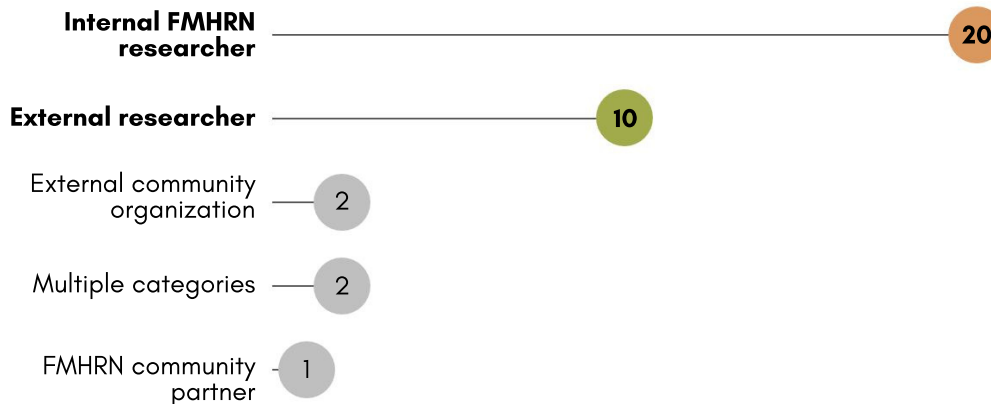 Internal FMHRN
researcher
20
External researcher
10
External community
organization
2
Multiple categories
2
FMHRN community
partner
1